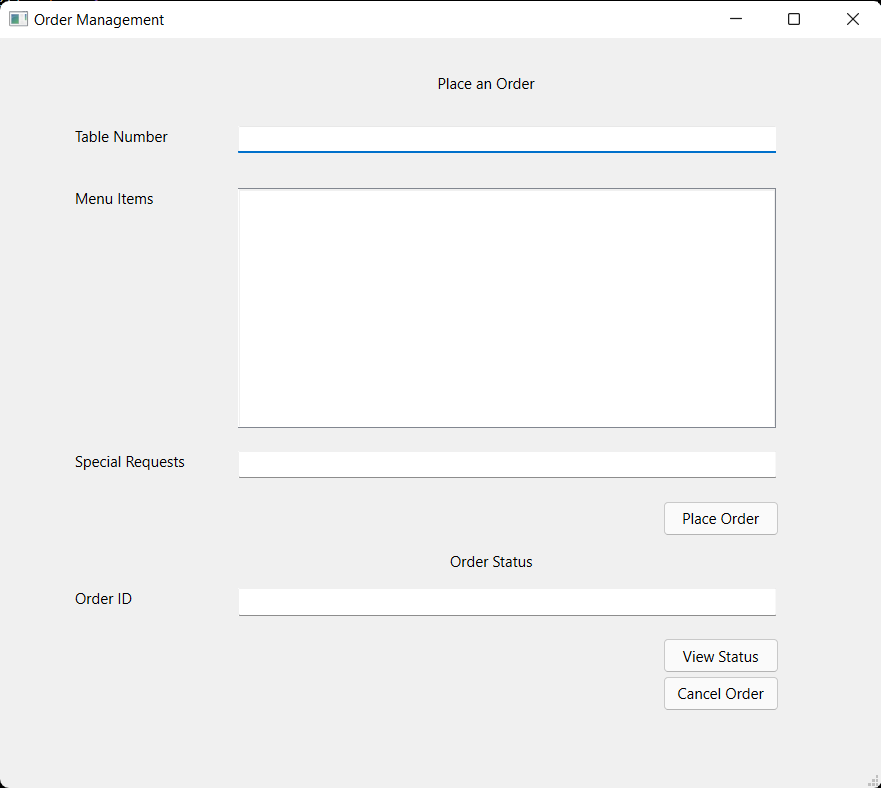 Order Management
Place an Order
Table Number
Menu Items
Special Requests
Place Order
Order Status
Order ID
View Status
Cancel Order